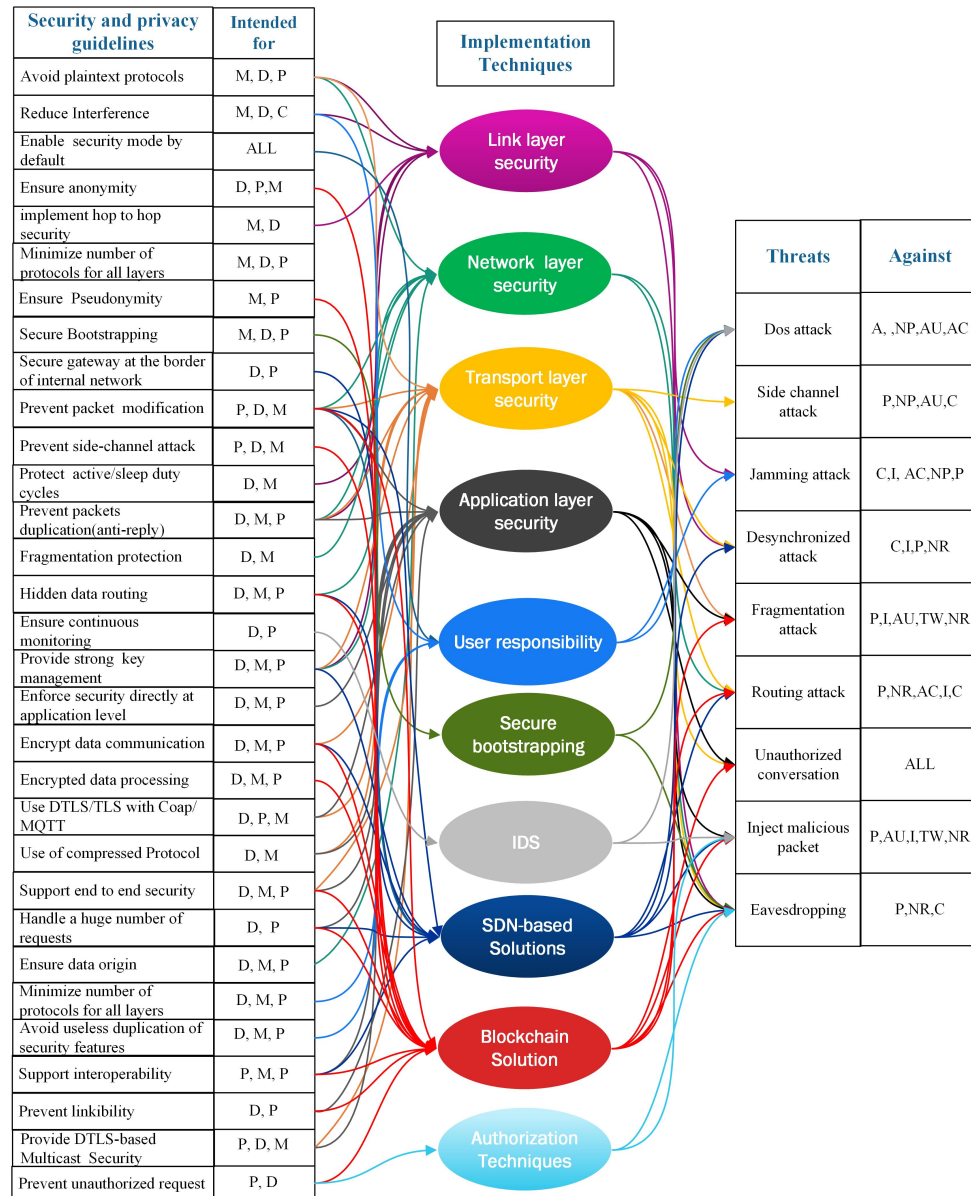 Security and privacy
guidelines
Intended
for
Avoid plaintext protocols
M, D, P
Reduce Interference
M, D, C
Enable security mode by
default
ALL
Ensure anonymity
D, P,M
implement hop to hop
security
M, D
Minimize number of
protocols for all layers
M, D, P
Ensure Pseudonymity
M, P
Secure Bootstrapping
M, D, P
Secure gateway at the border
of internal network
D, P
Prevent packet modification
P, D, M
Prevent side-channel attack
P, D, M
Protect active/sleep duty
cycles
D, M
Prevent packets
duplication(anti-reply)
D, M, P
Fragmentation protection
D, M
Hidden data routing
D, M, P
Ensure continuous
monitoring
D, P
Provide strong key
management
D, M, P
Enforce security directly at
application level
D, M, P
Encrypt data communication
D, M, P
Encrypted data processing
D, M, P
Use DTLS/TLS with Coap/
MQTT
D, P, M
Use of compressed Protocol
D, M
Support end to end security
D, M, P
Handle a huge number of
requests
D, P
Ensure data origin
D, M, P
Minimize number of
protocols for all layers
D, M, P
Avoid useless duplication of
security features
D, M, P
Support interoperability
P, M, P
Prevent linkibility
D, P
Provide DTLS-based
Multicast Security
P, D, M
Prevent unauthorized request
P, D
Implementation
Techniques
Link layer
security
Network layer
security
Transport layer
security
Application layer
security
User responsibility
Secure
bootstrapping
IDS
SDN-based
Solutions
Blockchain
Solution
Authorization
Techniques
Threats
Against
Dos attack
A, ,NP,AU,AC
Side channel
attack
P,NP,AU,C
Jamming attack
C,I, AC,NP,P
Desynchronized
attack
C,I,P,NR
Fragmentation
attack
P,I,AU,TW,NR
Routing attack
P,NR,AC,I,C
Unauthorized
conversation
ALL
Inject malicious
packet
P,AU,I,TW,NR
Eavesdropping
P,NR,C